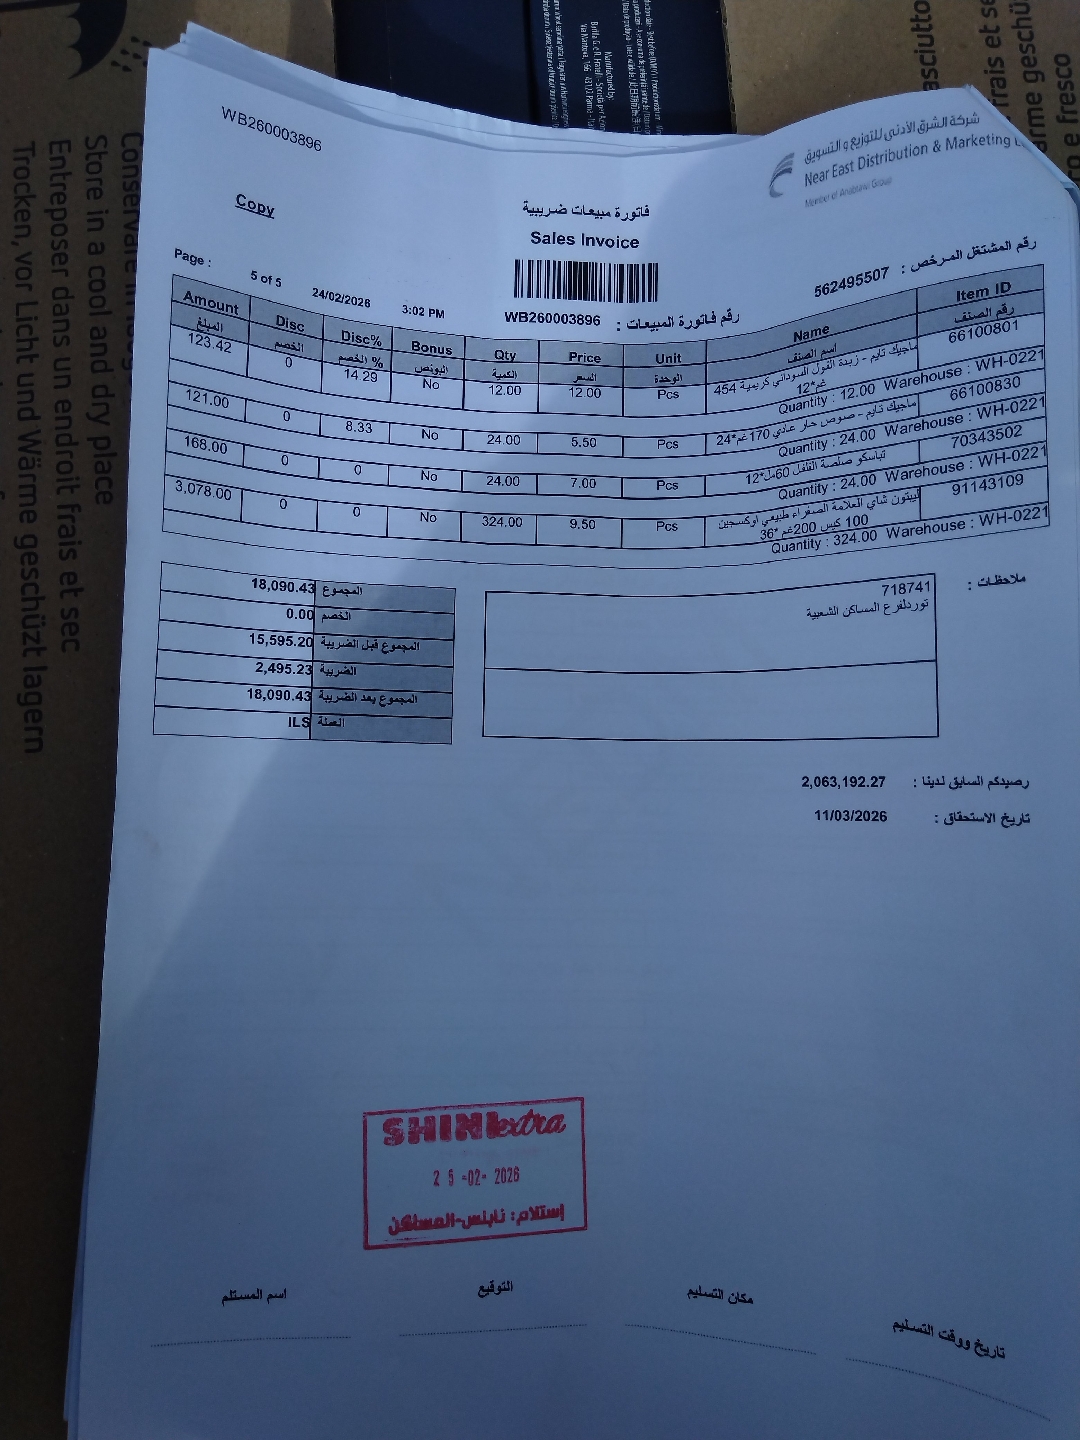 WB260003896
شركة الشرق الأدنى للتوزيع و التسويق
Near East Distribution & Marketing
Member of Anabtawi Group
Copy
فاتورة مبيعات ضريبية
Sales Invoice
رقم المشتغل المرخص : 562495507
Page : 5 of 5 24/02/2026 3:02 PM
رقم فاتورة المبيعات : WB260003896
Amount Disc Disc% Bonus Qty Price Unit Name Item ID
المبلغ الخصم % الخصم البونص الكمية السعر الوحدة اسم الصنف رقم الصنف
123.42 0 14.29 No 12.00 12.00 Pcs ماجيك تايم - زبدة الفول السوداني كريمية 454 غم*12 66100801
Quantity : 12.00 Warehouse : WH-0221
121.00 0 8.33 No 24.00 5.50 Pcs ماجيك تايم - صوص حار عادي 170غم*24 66100830
Quantity : 24.00 Warehouse : WH-0221
168.00 0 0 No 24.00 7.00 Pcs تباسكو صلصة الفلفل 60مل*12 70343502
Quantity : 24.00 Warehouse : WH-0221
3,078.00 0 0 No 324.00 9.50 Pcs ليبتون شاي العلامة الصفراء طبيعي اوكسجين 100 كيس 200غم *36 91143109
Quantity : 324.00 Warehouse : WH-0221
المجموع 18,090.43
الخصم 0.00
المجموع قبل الضريبة 15,595.20
الضريبة 2,495.23
المجموع بعد الضريبة 18,090.43
العملة ILS
ملاحظات :
718741
توردلفرع المساكن الشعبية
رصيدكم السابق لدينا : 2,063,192.27
تاريخ الاستحقاق : 11/03/2026
SHINI extra
25-02-2026
إستلام: نابلس-المساكن
تاريخ ووقت التسليم
مكان التسليم
التوقيع
اسم المستلم
Store in a cool and dry place
Entreposer dans un endroit frais et sec
Trocken, vor Licht und Wärme geschützt lagern
Manufactured by: